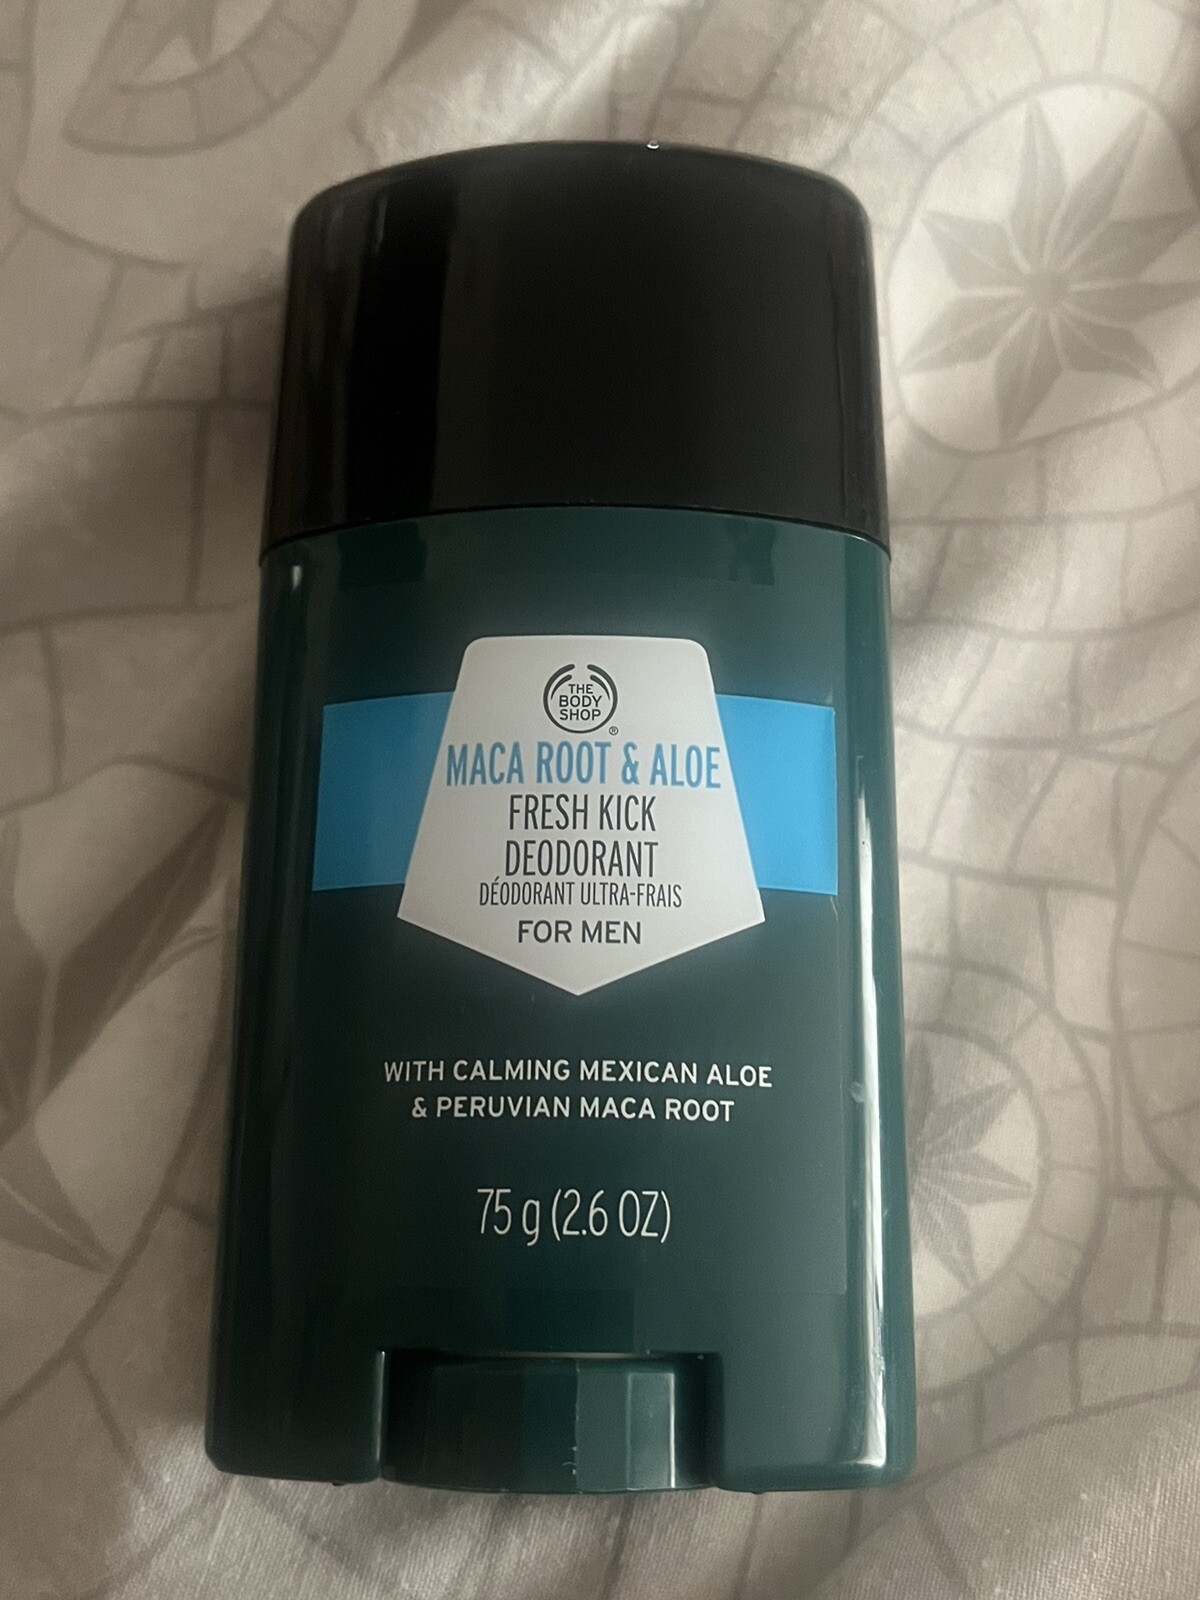 THE
BODY
SHOP
®
MACA ROOT & ALOE
FRESH KICK
DEODORANT
DÉODORANT ULTRA-FRAIS
FOR MEN
WITH CALMING MEXICAN ALOE
& PERUVIAN MACA ROOT
75 g (2.6 OZ)